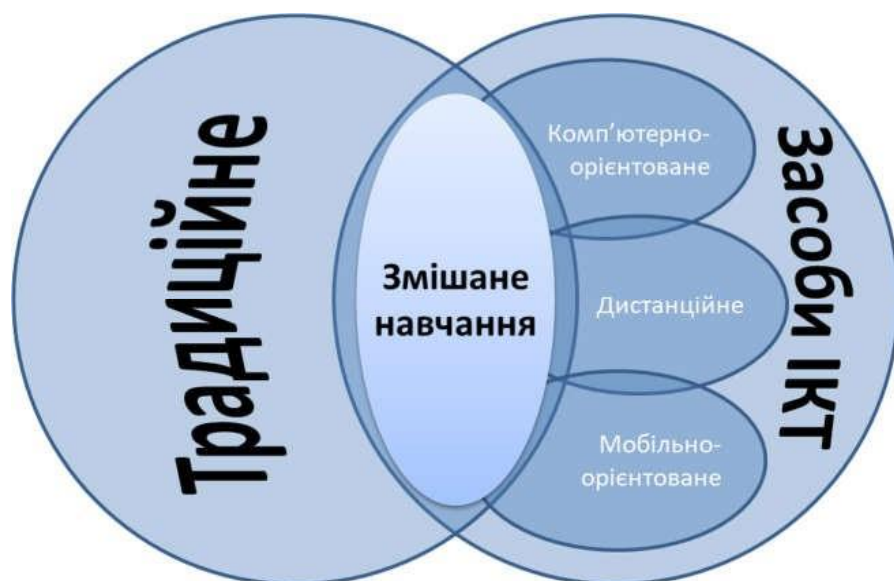 Традиційне
Змішане
навчання
Комп’ютерно-
орієнтоване
Дистанційне
Мобільно-
орієнтоване
Засоби ІКТ